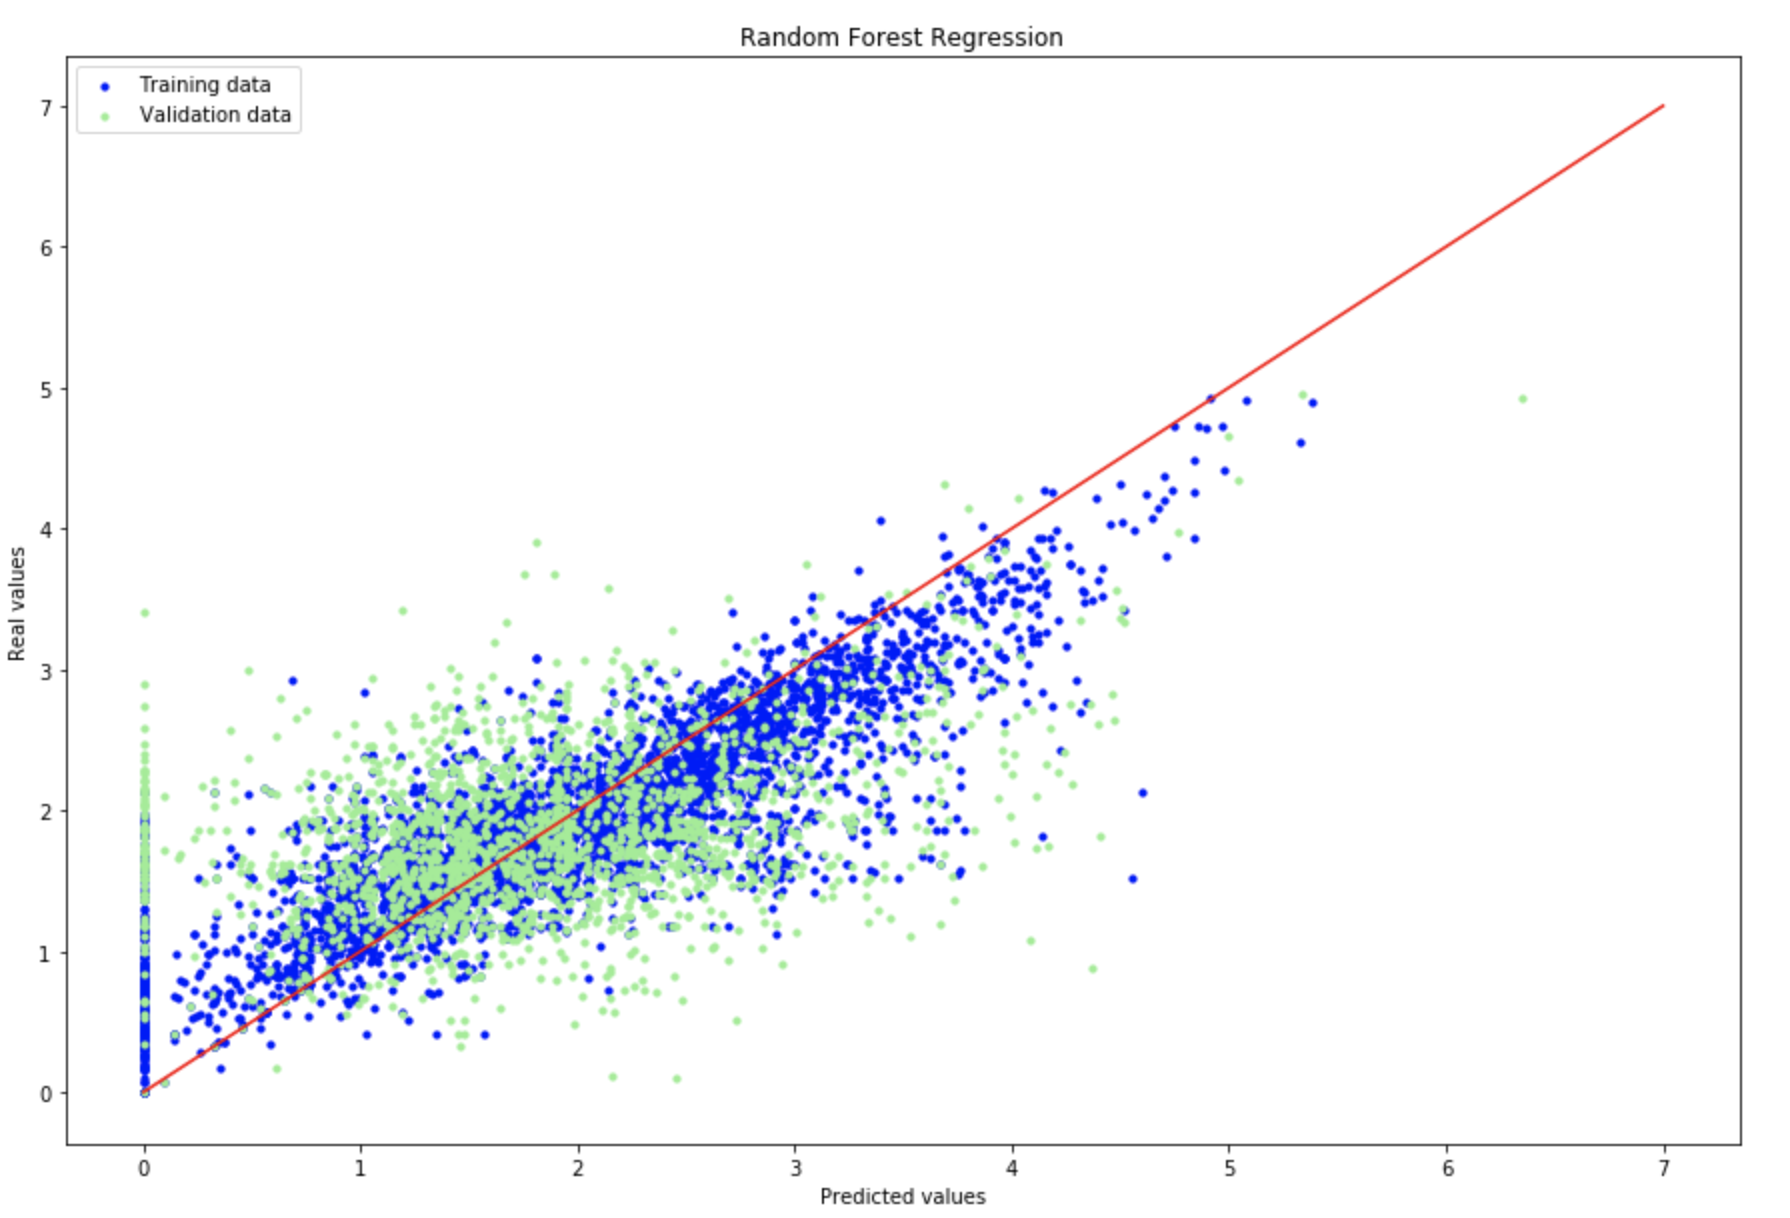 Random Forest Regression
Training data
Validation data
7
6
5
4
3
2
1
0
Real values
0 1 2 3 4 5 6 7
Predicted values